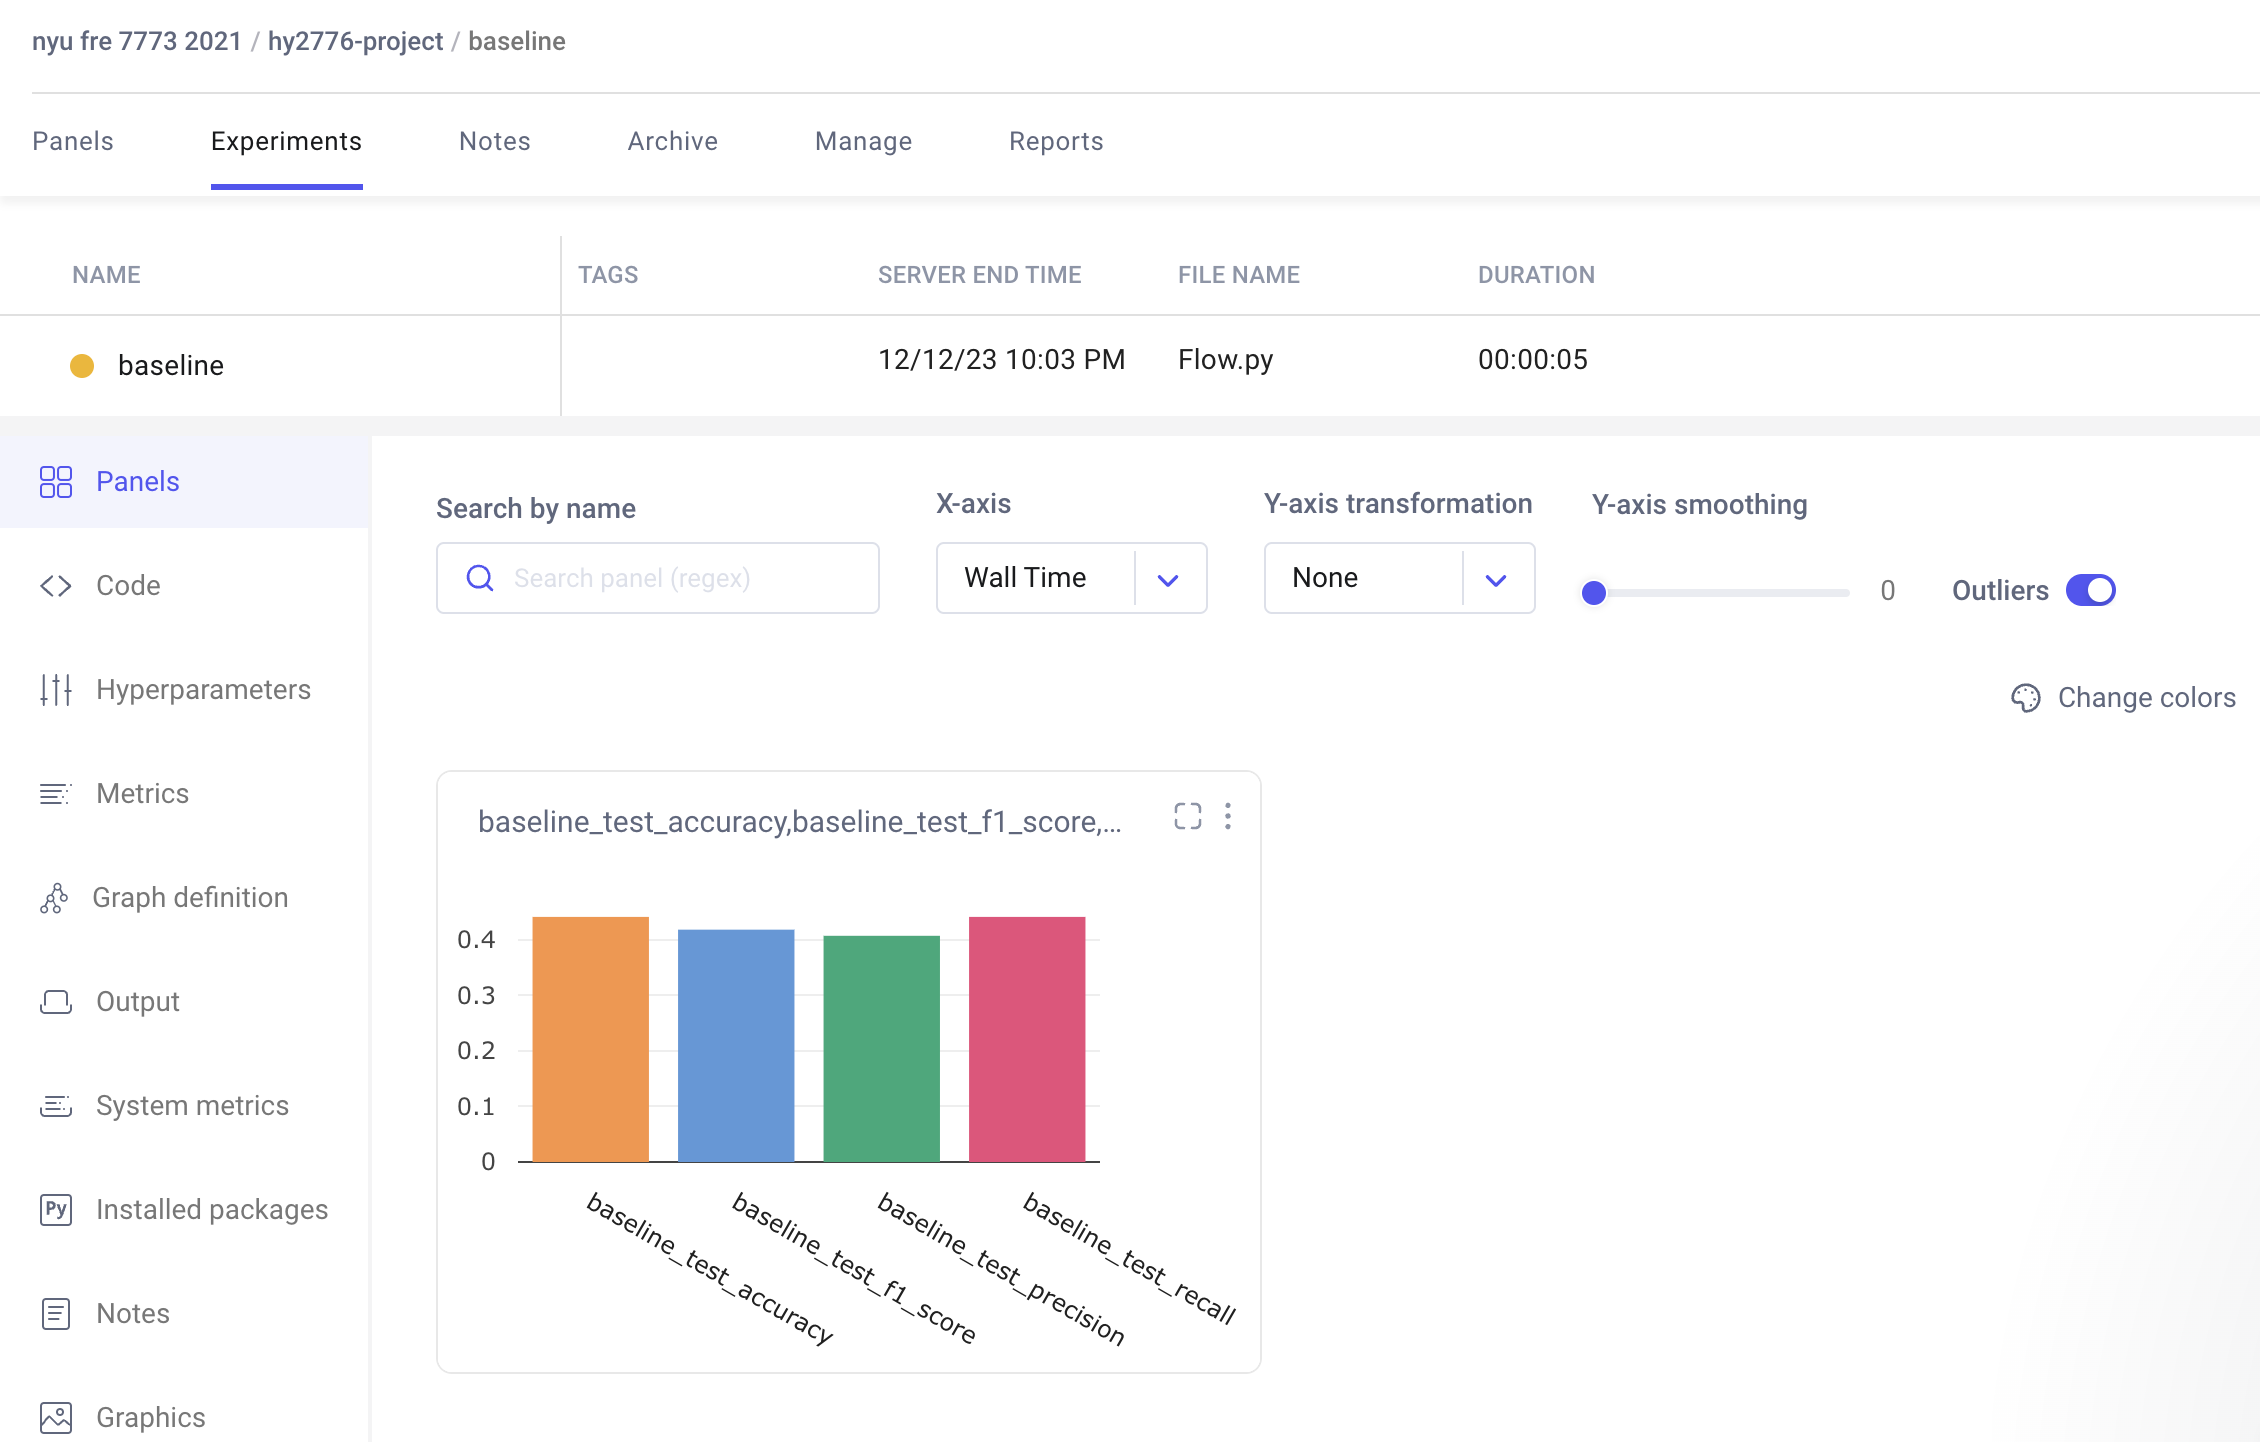 nyu fre 7773 2021 / hy2776-project / baseline
Panels Experiments Notes Archive Manage Reports
NAME TAGS SERVER END TIME FILE NAME DURATION
baseline 12/12/23 10:03 PM Flow.py 00:00:05
Panels
Code
Hyperparameters
Metrics
Graph definition
Output
System metrics
Py Installed packages
Notes
Graphics
Search by name X-axis Y-axis transformation Y-axis smoothing
Search panel (regex) Wall Time None 0 Outliers
Change colors
baseline_test_accuracy,baseline_test_f1_score,...
0.4
0.3
0.2
0.1
0
baseline_test_accuracy
baseline_test_f1_score
baseline_test_precision
baseline_test_recall